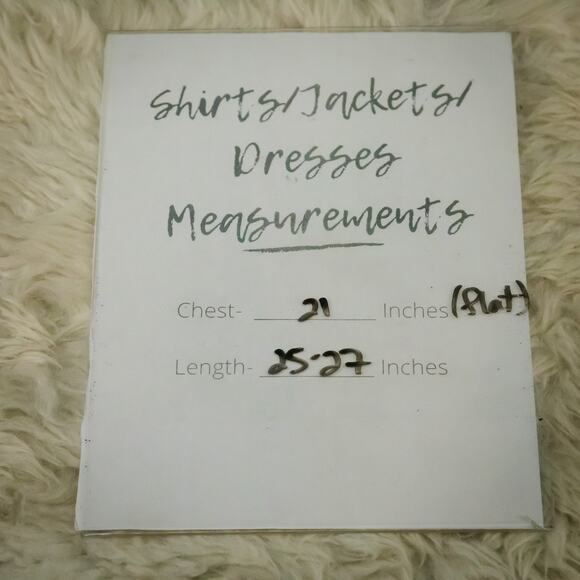 Shirts/Jackets/
Dresses
Measurements
Chest- 21 Inches (flat)
Length- 25-27 Inches